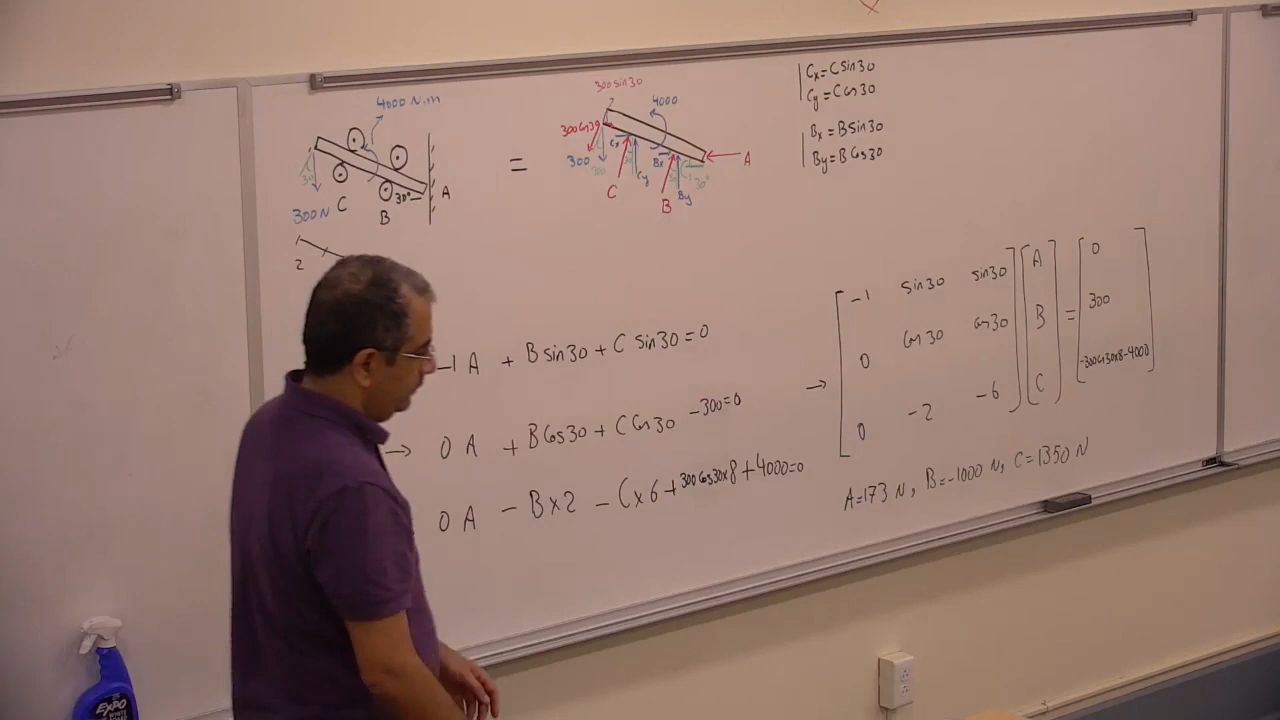 4000 N.m
30
300 N
C
B
30°
A
2
=
300 sin30
300 Cos30
300
300
4000
Cx
Cy
C
Bx
By
B
30°
A
Cx = C sin30
Cy = C Cos30
Bx = B sin30
By = B Cos30
-1 A + B sin30 + C sin30 = 0
→ 0 A + B Cos30 + C Cos30 - 300 = 0
0 A - B×2 - C×6 + 300 Cos30×8 + 4000 = 0
→ -1 sin30 sin30 A 0
0 Cos30 Cos30 B = 300
0 -2 -6 C -300 Cos30×8 - 4000
A = 173 N, B = -1000 N, C = 1350 N
EXPO